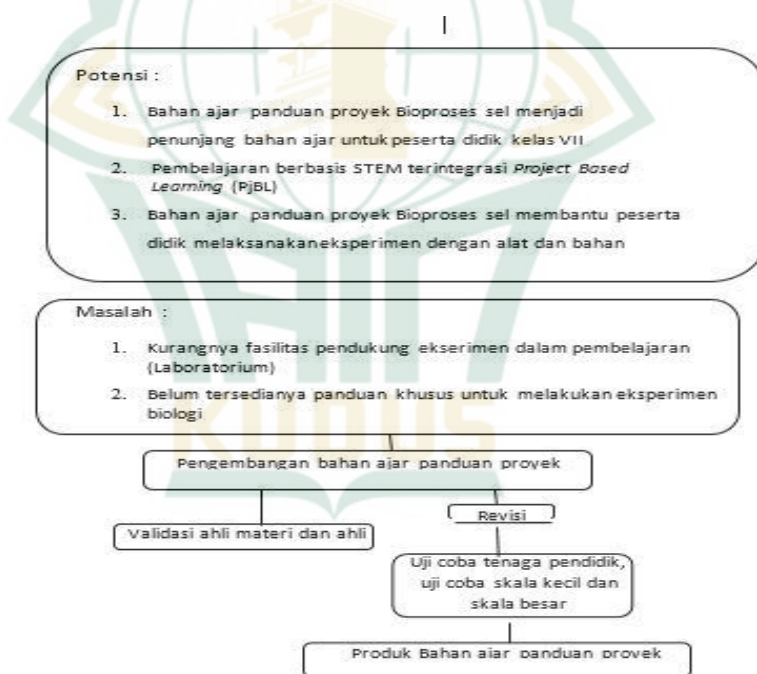 Potensi :
1. Bahan ajar panduan proyek Bioproses sel menjadi
penunjang bahan ajar untuk peserta didik kelas VII
2. Pembelajaran berbasis STEM terintegrasi Project Based
Learning (PjBL)
3. Bahan ajar panduan proyek Bioproses sel membantu peserta
didik melaksanakan eksperimen dengan alat dan bahan
Masalah :
1. Kurangnya fasilitas pendukung ekserimen dalam pembelajaran
(Laboratorium)
2. Belum tersedianya panduan khusus untuk melakukan eksperimen
biologi
KUDUS
Pengembangan bahan ajar panduan proyek
Revisi
Validasi ahli materi dan ahli
Uji coba tenaga pendidik,
uji coba skala kecil dan
skala besar
Produk Bahan ajar panduan proyek